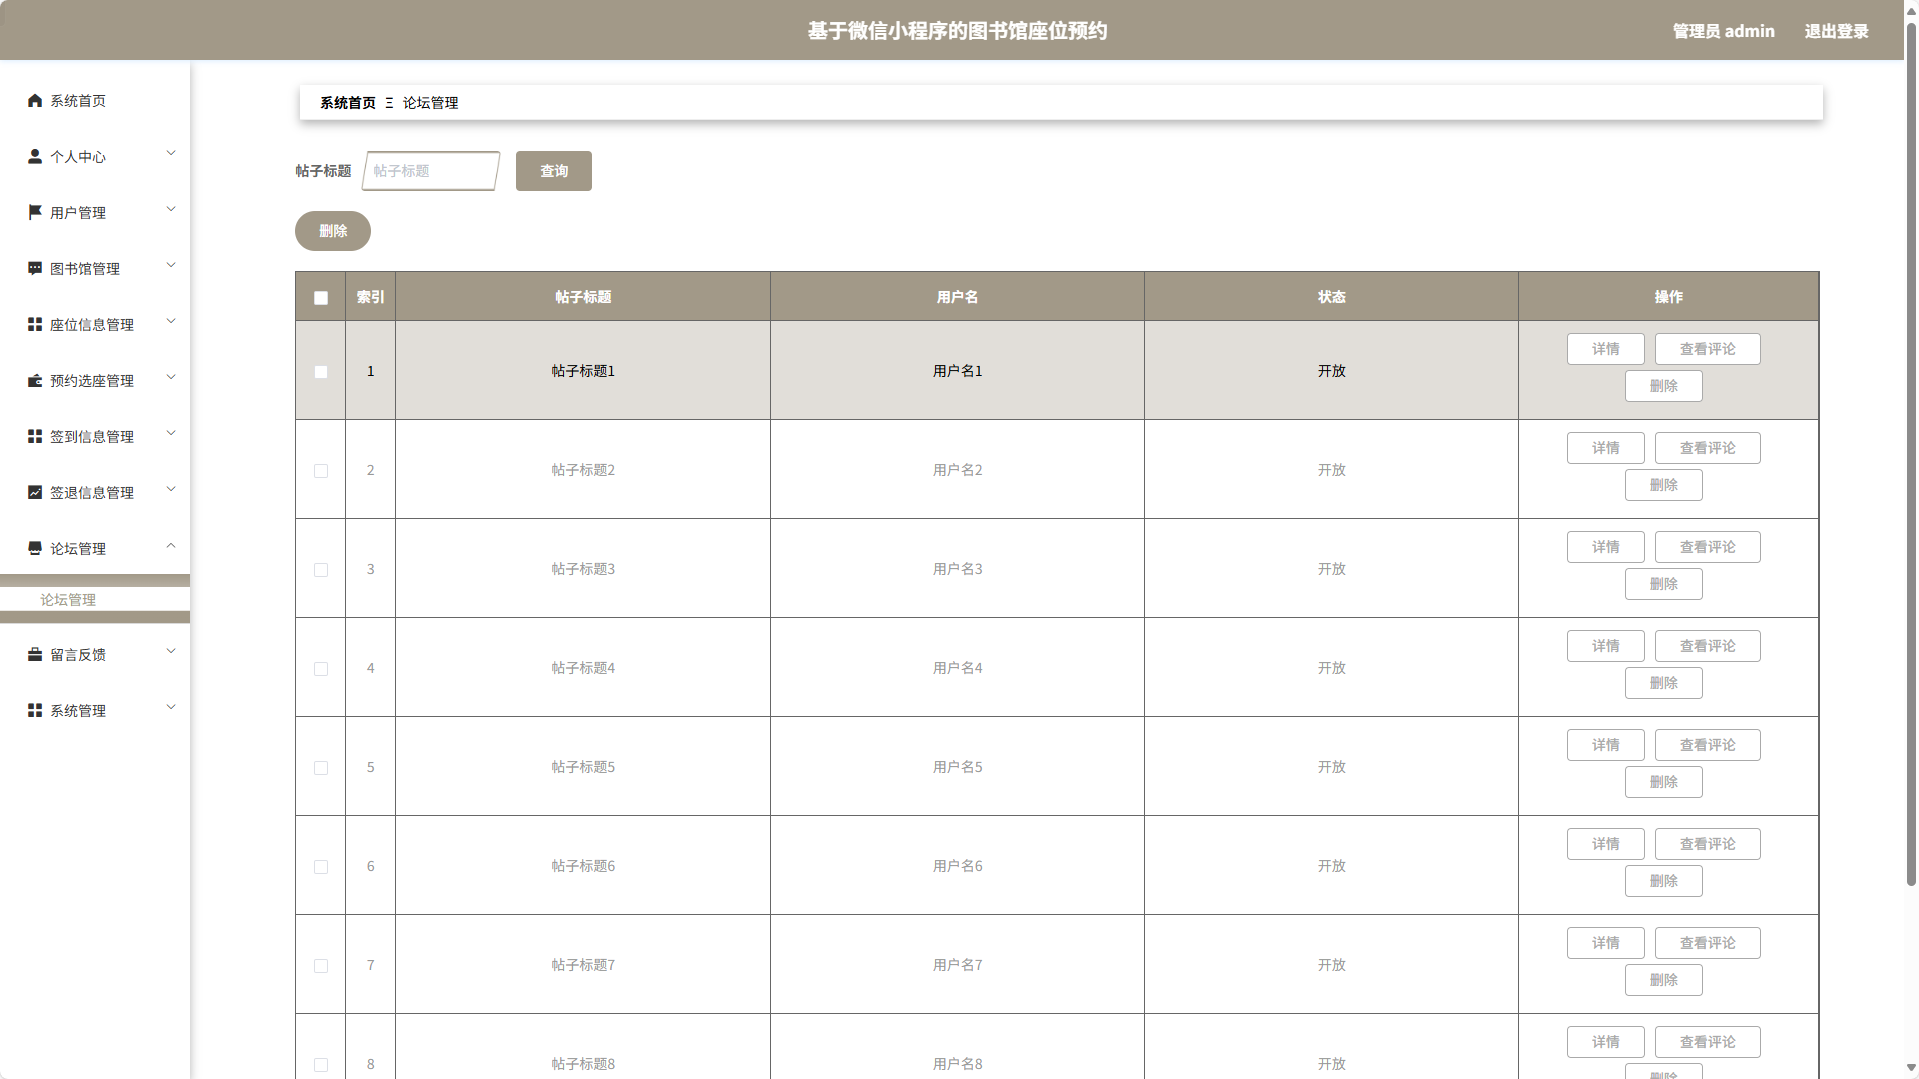 基于微信小程序的图书馆座位预约
管理员 admin
退出登录
系统首页
个人中心
用户管理
图书馆管理
座位信息管理
预约选座管理
签到信息管理
签退信息管理
论坛管理
论坛管理
留言反馈
系统管理
系统首页 Ξ 论坛管理
帖子标题 帖子标题 查询
删除
索引 帖子标题 用户名 状态 操作
1 帖子标题1 用户名1 开放 详情 查看评论
删除
2 帖子标题2 用户名2 开放 详情 查看评论
删除
3 帖子标题3 用户名3 开放 详情 查看评论
删除
4 帖子标题4 用户名4 开放 详情 查看评论
删除
5 帖子标题5 用户名5 开放 详情 查看评论
删除
6 帖子标题6 用户名6 开放 详情 查看评论
删除
7 帖子标题7 用户名7 开放 详情 查看评论
删除
8 帖子标题8 用户名8 开放 详情 查看评论
删除